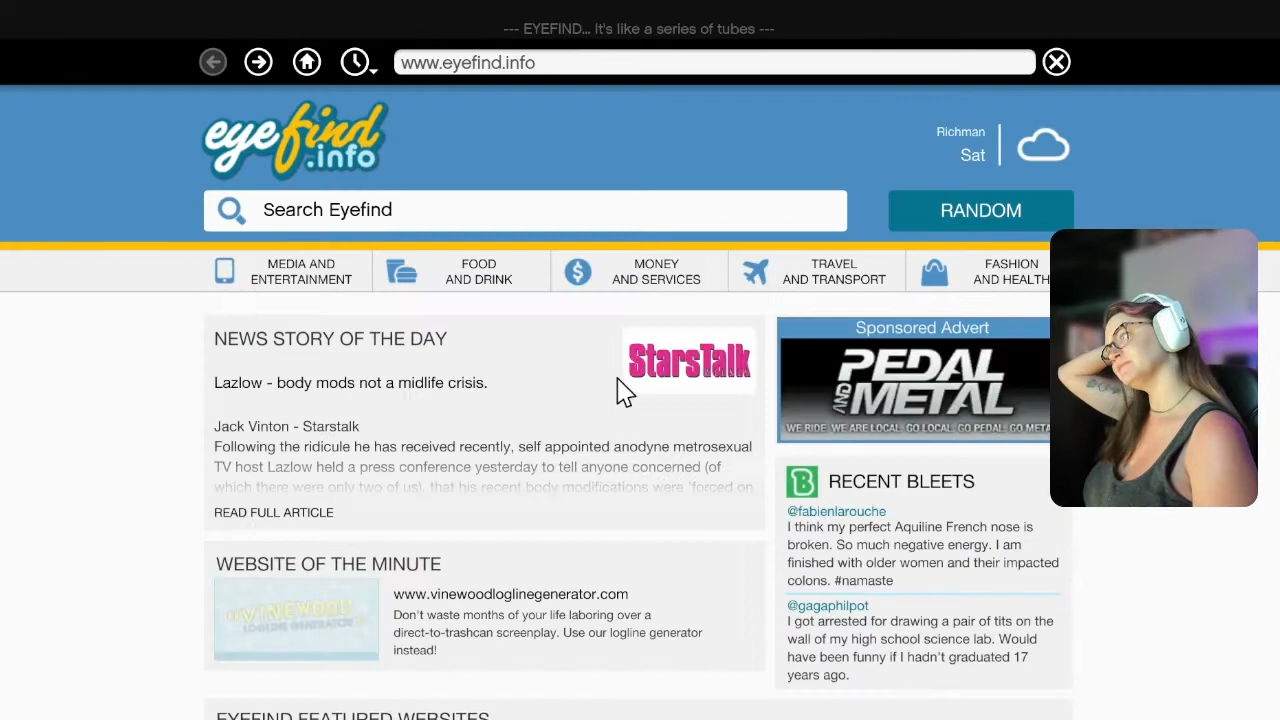 --- EYEFIND... it's like a series of tubes ---
www.eyefind.info
eyefind
.info
Richman
Sat
Search Eyefind
RANDOM
MEDIA AND
ENTERTAINMENT
FOOD
AND DRINK
MONEY
AND SERVICES
TRAVEL
AND TRANSPORT
FASHION
AND HEALTH
NEWS STORY OF THE DAY
StarsTalk
Lazlow - body mods not a midlife crisis.
Jack Vinton - Starstalk
Following the ridicule he has received recently, self appointed anodyne metrosexual
TV host Lazlow held a press conference yesterday to tell anyone concerned (of
which there were only two of us), that his recent body modifications were 'forced on
READ FULL ARTICLE
Sponsored Advert
PEDAL
AND
METAL
WE RIDE. WE ARE LOCAL. GO LOCAL. GO PEDAL. GO META
WEBSITE OF THE MINUTE
VINEWOOD
LOGLINE GENERATOR
www.vinewoodloglinegenerator.com
Don't waste months of your life laboring over a
direct-to-trashcan screenplay. Use our logline generator
instead!
B RECENT BLEETS
@fabienlarouche
I think my perfect Aquiline French nose is
broken. So much negative energy. I am
finished with older women and their impacted
colons. #namaste
@gagaphilpot
I got arrested for drawing a pair of tits on the
wall of my high school science lab. Would
have been funny if I hadn't graduated 17
years ago.
EYEFIND FEATURED WEBSITES